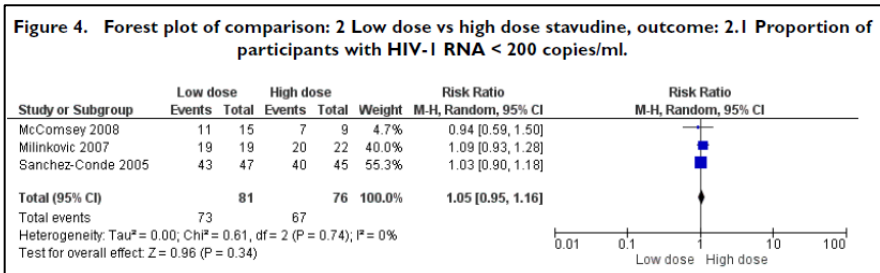 Figure 4. Forest plot of comparison: 2 Low dose vs high dose stavudine, outcome: 2.1 Proportion of
participants with HIV-1 RNA < 200 copies/ml.
Low dose High dose Risk Ratio Risk Ratio
Study or Subgroup Events Total Events Total Weight M-H, Random, 95% CI M-H, Random, 95% CI
McComsey 2008 11 15 7 9 4.7% 0.94 [0.59, 1.50]
Milinkovic 2007 19 19 20 22 40.0% 1.09 [0.93, 1.28]
Sanchez-Conde 2005 43 47 40 45 55.3% 1.03 [0.90, 1.18]
Total (95% CI) 81 76 100.0% 1.05 [0.95, 1.16]
Total events 73 67
Heterogeneity: Tau² = 0.00; Chi² = 0.61, df = 2 (P = 0.74); I² = 0%
Test for overall effect: Z = 0.96 (P = 0.34)
0.01 0.1 1 10 100
Low dose High dose